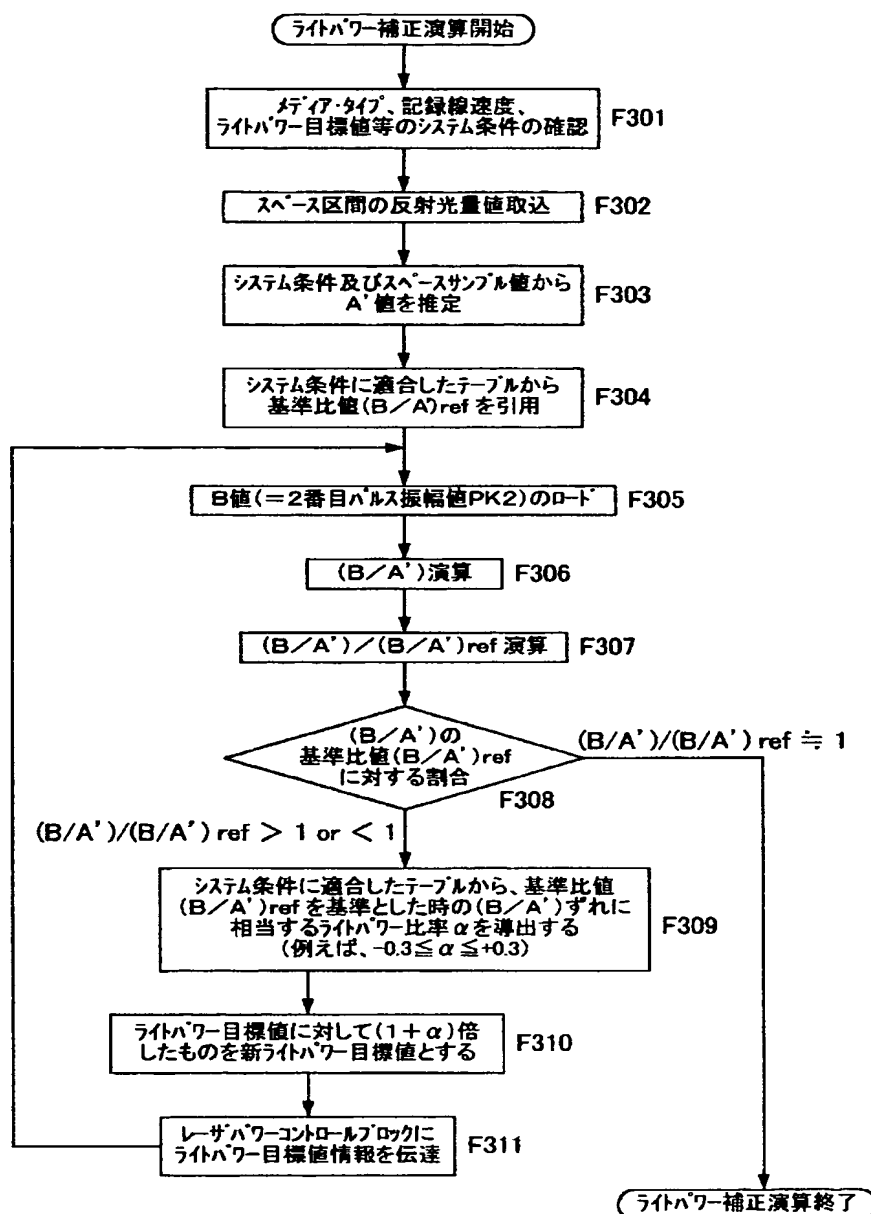 ライトパワー補正演算開始
メディア・タイプ、記録線速度、
ライトパワー目標値等のシステム条件の確認
F301
スペース区間の反射光量値取込
F302
システム条件及びスペースサンプル値から
A'値を推定
F303
システム条件に適合したテーブルから
基準比値(B/A')refを引用
F304
B値(=2番目パルス振幅値PK2)のロード
F305
(B/A')演算
F306
(B/A')/(B/A')ref演算
F307
(B/A')の
基準比値(B/A')ref
に対する割合
F308
(B/A')/(B/A')ref ≒ 1
(B/A')/(B/A')ref > 1 or < 1
システム条件に適合したテーブルから、基準比値
(B/A')refを基準とした時の(B/A')ずれに
相当するライトパワー比率αを導出する
(例えば、-0.3≦α≦+0.3)
F309
ライトパワー目標値に対して(1+α)倍
したものを新ライトパワー目標値とする
F310
レーザパワーコントロールブロックに
ライトパワー目標値情報を伝達
F311
ライトパワー補正演算終了